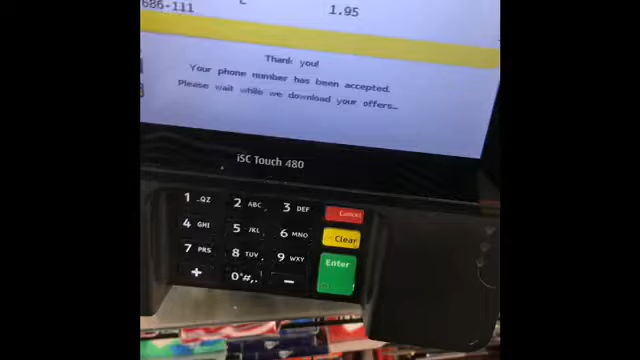 686-111 L 1.95
Thank you!
Your phone number has been accepted.
Please wait while we download your offers...
iSC Touch 480
1 -QZ 2 ABC 3 DEF Cancel
4 GHI 5 JKL 6 MNO Clear
7 PRS 8 TUV 9 WXY Enter
+ 0*#,. –